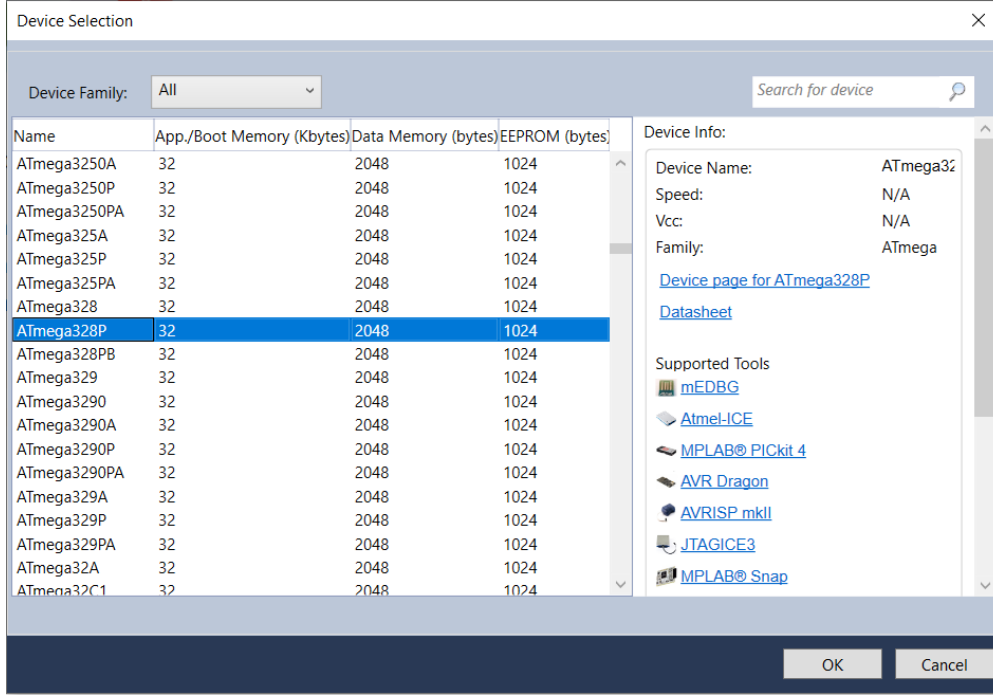 Device Selection
Device Family: All Search for device
Name App./Boot Memory (Kbytes) Data Memory (bytes) EEPROM (bytes)
ATmega3250A 32 2048 1024
ATmega3250P 32 2048 1024
ATmega3250PA 32 2048 1024
ATmega325A 32 2048 1024
ATmega325P 32 2048 1024
ATmega325PA 32 2048 1024
ATmega328 32 2048 1024
ATmega328P 32 2048 1024
ATmega328PB 32 2048 1024
ATmega329 32 2048 1024
ATmega3290 32 2048 1024
ATmega3290A 32 2048 1024
ATmega3290P 32 2048 1024
ATmega3290PA 32 2048 1024
ATmega329A 32 2048 1024
ATmega329P 32 2048 1024
ATmega329PA 32 2048 1024
ATmega32A 32 2048 1024
ATmega32C1 32 2048 1024
Device Info:
Device Name: ATmega32
Speed: N/A
Vcc: N/A
Family: ATmega
Device page for ATmega328P
Datasheet
Supported Tools
mEDBG
Atmel-ICE
MPLAB® PICkit 4
AVR Dragon
AVRISP mkII
JTAGICE3
MPLAB® Snap
OK Cancel